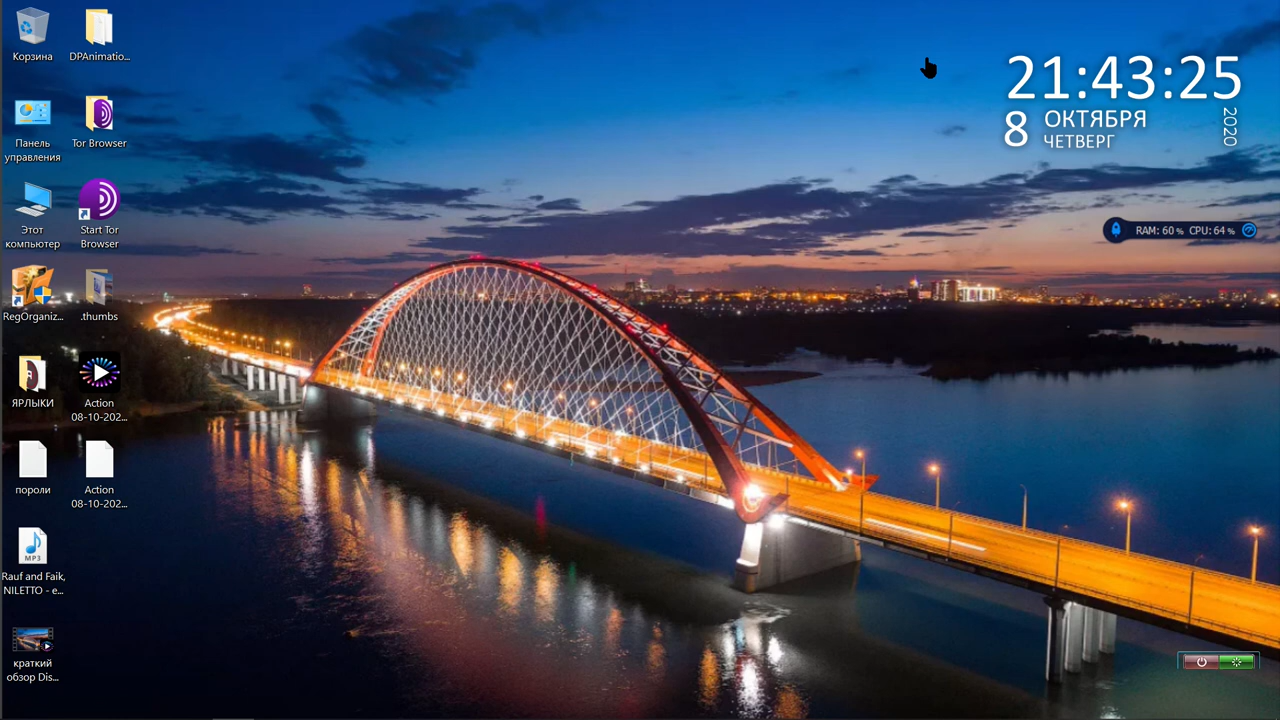 Корзина
DPAnimatio...
Панель
управления
Tor Browser
Этот
компьютер
Start Tor
Browser
RegOrganiz...
.thumbs
ЯРЛЫКИ
Action
08-10-202...
пороли
Action
08-10-202...
MP3
Rauf and Faik,
NILETTO - е...
краткий
обзор Dis...
21:43:25
8
ОКТЯБРЯ
ЧЕТВЕРГ
2020
RAM: 60 % CPU: 64 %